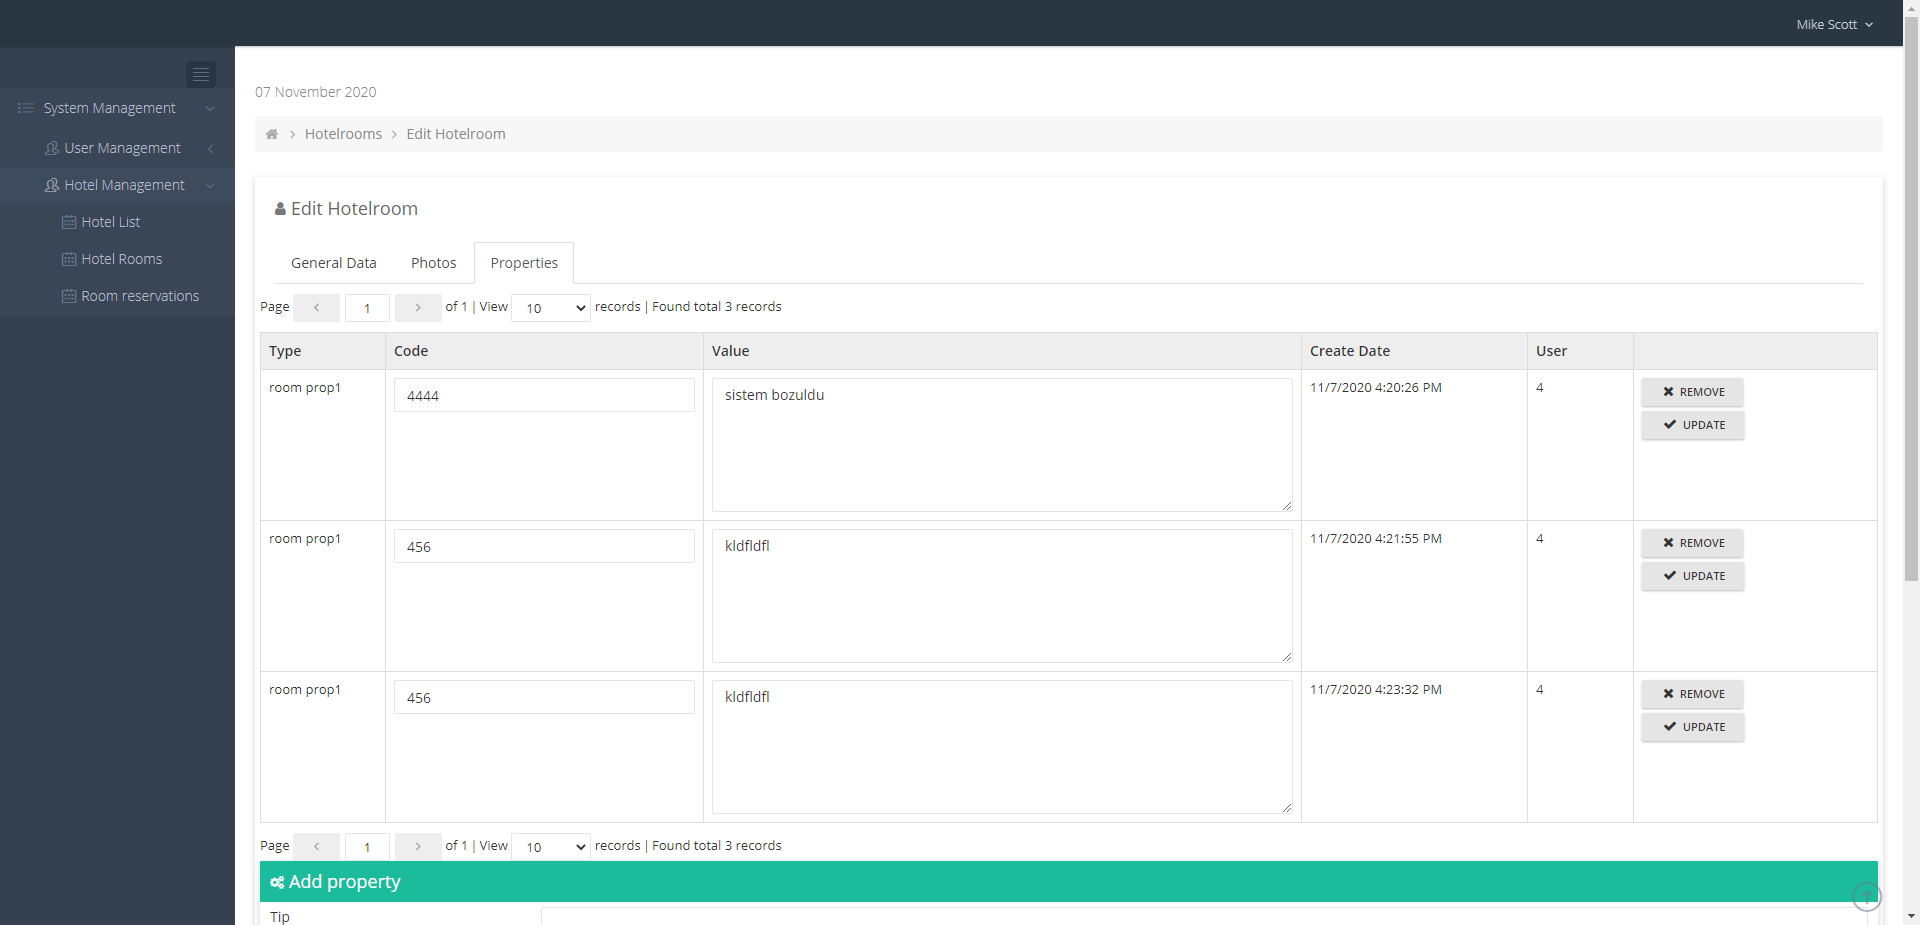 Mike Scott
System Management
User Management
Hotel Management
Hotel List
Hotel Rooms
Room reservations
07 November 2020
Hotelrooms > Edit Hotelroom
Edit Hotelroom
General Data Photos Properties
Page 1 of 1 | View 10 records | Found total 3 records
Type Code Value Create Date User
room prop1 4444 sistem bozuldu 11/7/2020 4:20:26 PM 4 REMOVE
UPDATE
room prop1 456 kldfldfl 11/7/2020 4:21:55 PM 4 REMOVE
UPDATE
room prop1 456 kldfldfl 11/7/2020 4:23:32 PM 4 REMOVE
UPDATE
Page 1 of 1 | View 10 records | Found total 3 records
Add property
Tip